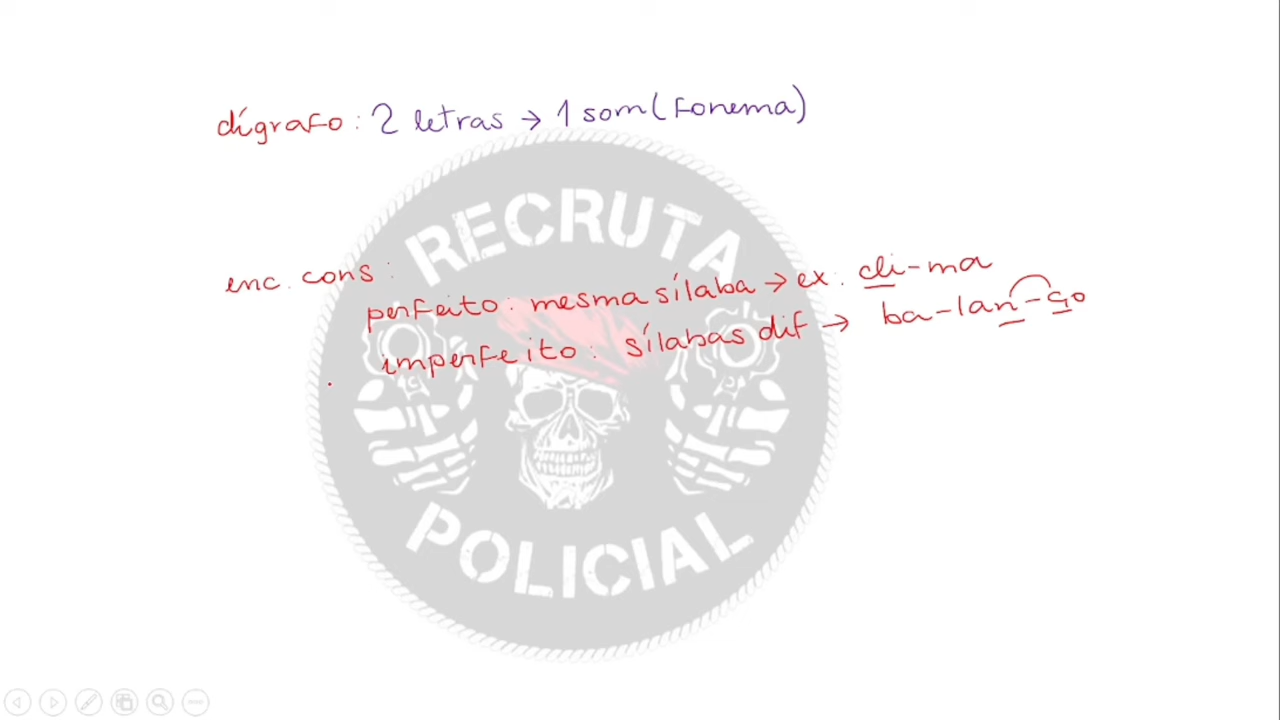 dígrafo: 2 letras → 1 som (fonema)
RECRUTA
enc. cons:
perfeito: mesma sílaba → ex: cli-ma
imperfeito: sílabas dif → ba-lan-ço
POLICIAL